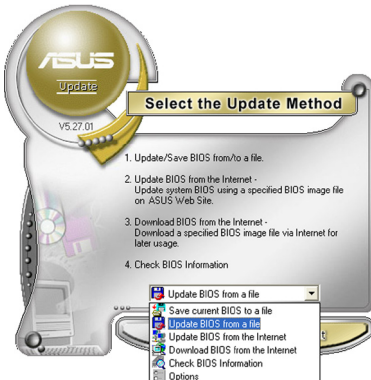 ASUS
Update
V5.27.01
Select the Update Method
1. Update/Save BIOS from/to a file.
2. Update BIOS from the Internet -
Update system BIOS using a specified BIOS image file
on ASUS Web Site.
3. Download BIOS from the Internet -
Download a specified BIOS image file via Internet for
later usage.
4. Check BIOS Information
Update BIOS from a file
Save current BIOS to a file
Update BIOS from a file
Update BIOS from the Internet
Download BIOS from the Internet
Check BIOS Information
Options